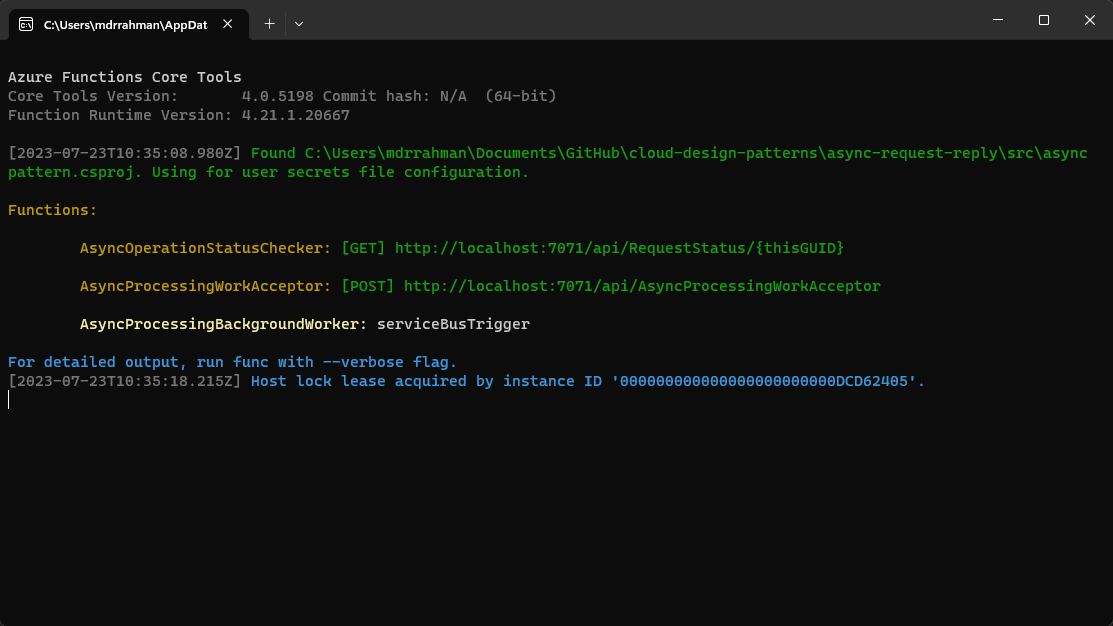 C:\Users\mdrrahman\AppDat
Azure Functions Core Tools
Core Tools Version:       4.0.5198 Commit hash: N/A  (64-bit)
Function Runtime Version: 4.21.1.20667
[2023-07-23T10:35:08.980Z] Found C:\Users\mdrrahman\Documents\GitHub\cloud-design-patterns\async-request-reply\src\async
pattern.csproj. Using for user secrets file configuration.
Functions:
AsyncOperationStatusChecker: [GET] http://localhost:7071/api/RequestStatus/{thisGUID}
AsyncProcessingWorkAcceptor: [POST] http://localhost:7071/api/AsyncProcessingWorkAcceptor
AsyncProcessingBackgroundWorker: serviceBusTrigger
For detailed output, run func with --verbose flag.
[2023-07-23T10:35:18.215Z] Host lock lease acquired by instance ID '000000000000000000000000DCD62405'.